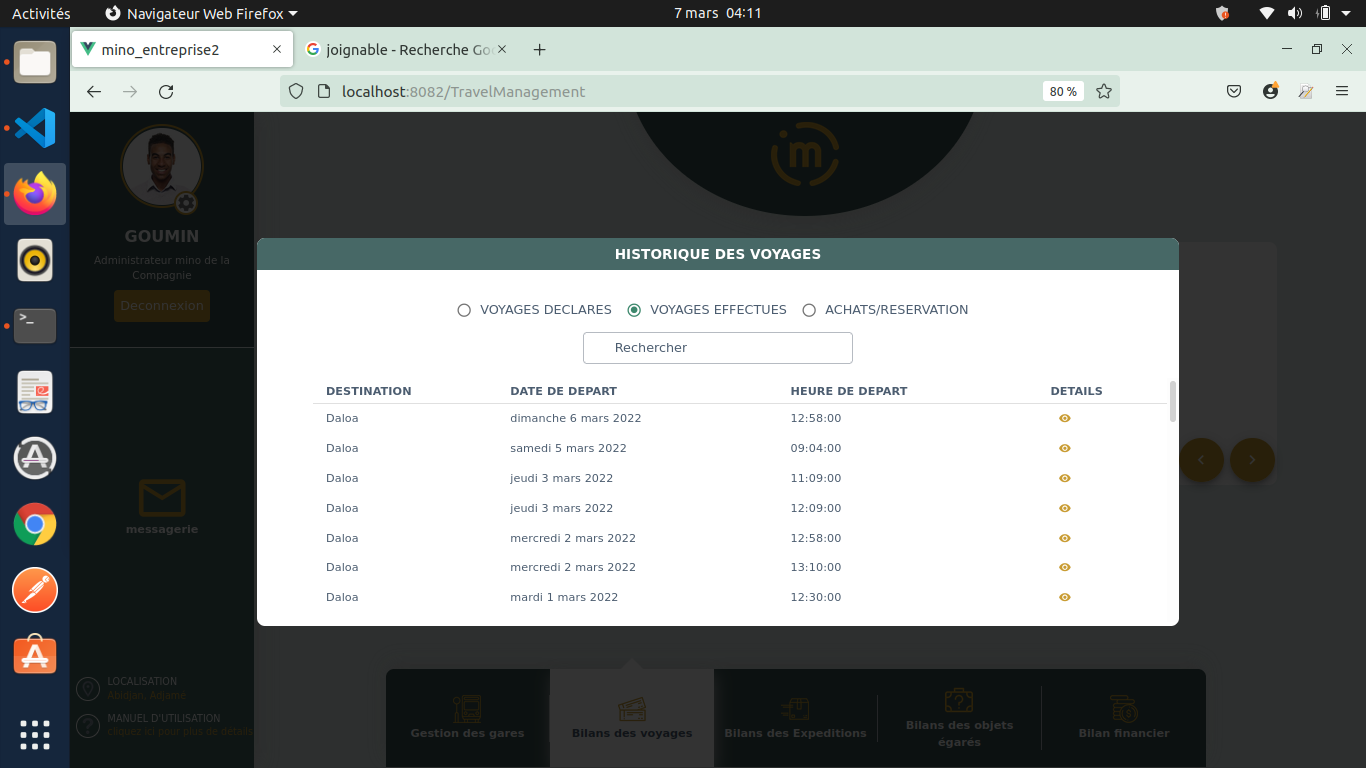 Activités
Navigateur Web Firefox
7 mars 04:11
mino_entreprise2
joignable - Recherche Goo
localhost:8082/TravelManagement
80 %
m
GOUMIN
Administrateur mino de la
Compagnie
Deconnexion
HISTORIQUE DES VOYAGES
VOYAGES DECLARES
VOYAGES EFFECTUES
ACHATS/RESERVATION
Rechercher
DESTINATION DATE DE DEPART HEURE DE DEPART DETAILS
Daloa dimanche 6 mars 2022 12:58:00
Daloa samedi 5 mars 2022 09:04:00
Daloa jeudi 3 mars 2022 11:09:00
Daloa jeudi 3 mars 2022 12:09:00
Daloa mercredi 2 mars 2022 12:58:00
Daloa mercredi 2 mars 2022 13:10:00
Daloa mardi 1 mars 2022 12:30:00
messagerie
LOCALISATION
Abidjan, Adjamé
MANUEL D'UTILISATION
cliquez ici pour plus de détails
Gestion des gares
Bilans des voyages
Bilans des Expeditions
Bilans des objets
égarés
Bilan financier